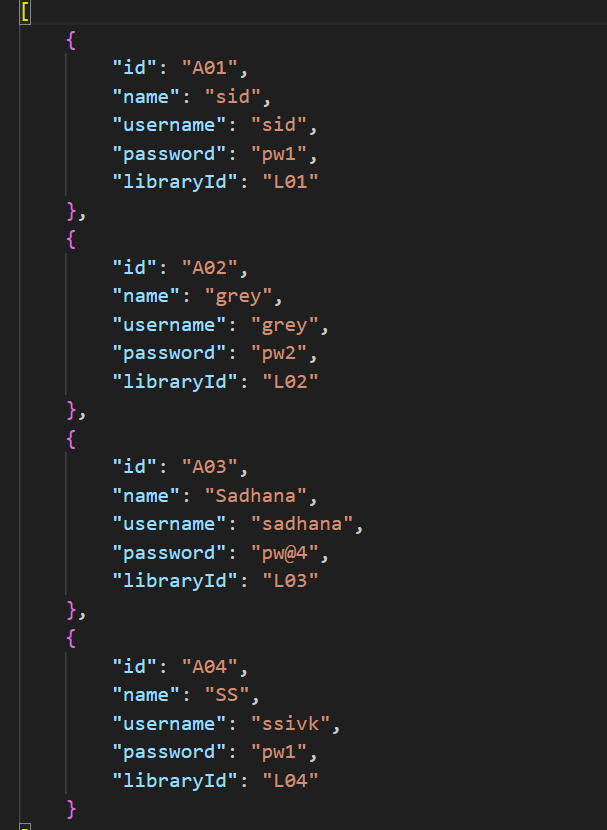 [
{
"id": "A01",
"name": "sid",
"username": "sid",
"password": "pw1",
"libraryId": "L01"
},
{
"id": "A02",
"name": "grey",
"username": "grey",
"password": "pw2",
"libraryId": "L02"
},
{
"id": "A03",
"name": "Sadhana",
"username": "sadhana",
"password": "pw@4",
"libraryId": "L03"
},
{
"id": "A04",
"name": "SS",
"username": "ssivk",
"password": "pw1",
"libraryId": "L04"
}